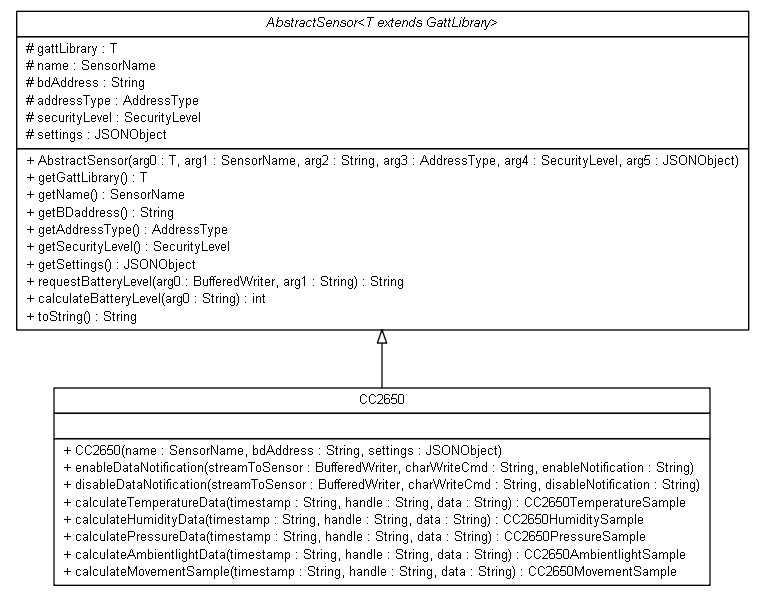 AbstractSensor<T extends GattLibrary>
# gattLibrary : T
# name : SensorName
# bdAddress : String
# addressType : AddressType
# securityLevel : SecurityLevel
# settings : JSONObject
+ AbstractSensor(arg0 : T, arg1 : SensorName, arg2 : String, arg3 : AddressType, arg4 : SecurityLevel, arg5 : JSONObject)
+ getGattLibrary() : T
+ getName() : SensorName
+ getBDaddress() : String
+ getAddressType() : AddressType
+ getSecurityLevel() : SecurityLevel
+ getSettings() : JSONObject
+ requestBatteryLevel(arg0 : BufferedWriter, arg1 : String) : String
+ calculateBatteryLevel(arg0 : String) : int
+ toString() : String
CC2650
+ CC2650(name : SensorName, bdAddress : String, settings : JSONObject)
+ enableDataNotification(streamToSensor : BufferedWriter, charWriteCmd : String, enableNotification : String)
+ disableDataNotification(streamToSensor : BufferedWriter, charWriteCmd : String, disableNotification : String)
+ calculateTemperatureData(timestamp : String, handle : String, data : String) : CC2650TemperatureSample
+ calculateHumidityData(timestamp : String, handle : String, data : String) : CC2650HumiditySample
+ calculatePressureData(timestamp : String, handle : String, data : String) : CC2650PressureSample
+ calculateAmbientlightData(timestamp : String, handle : String, data : String) : CC2650AmbientlightSample
+ calculateMovementSample(timestamp : String, handle : String, data : String) : CC2650MovementSample